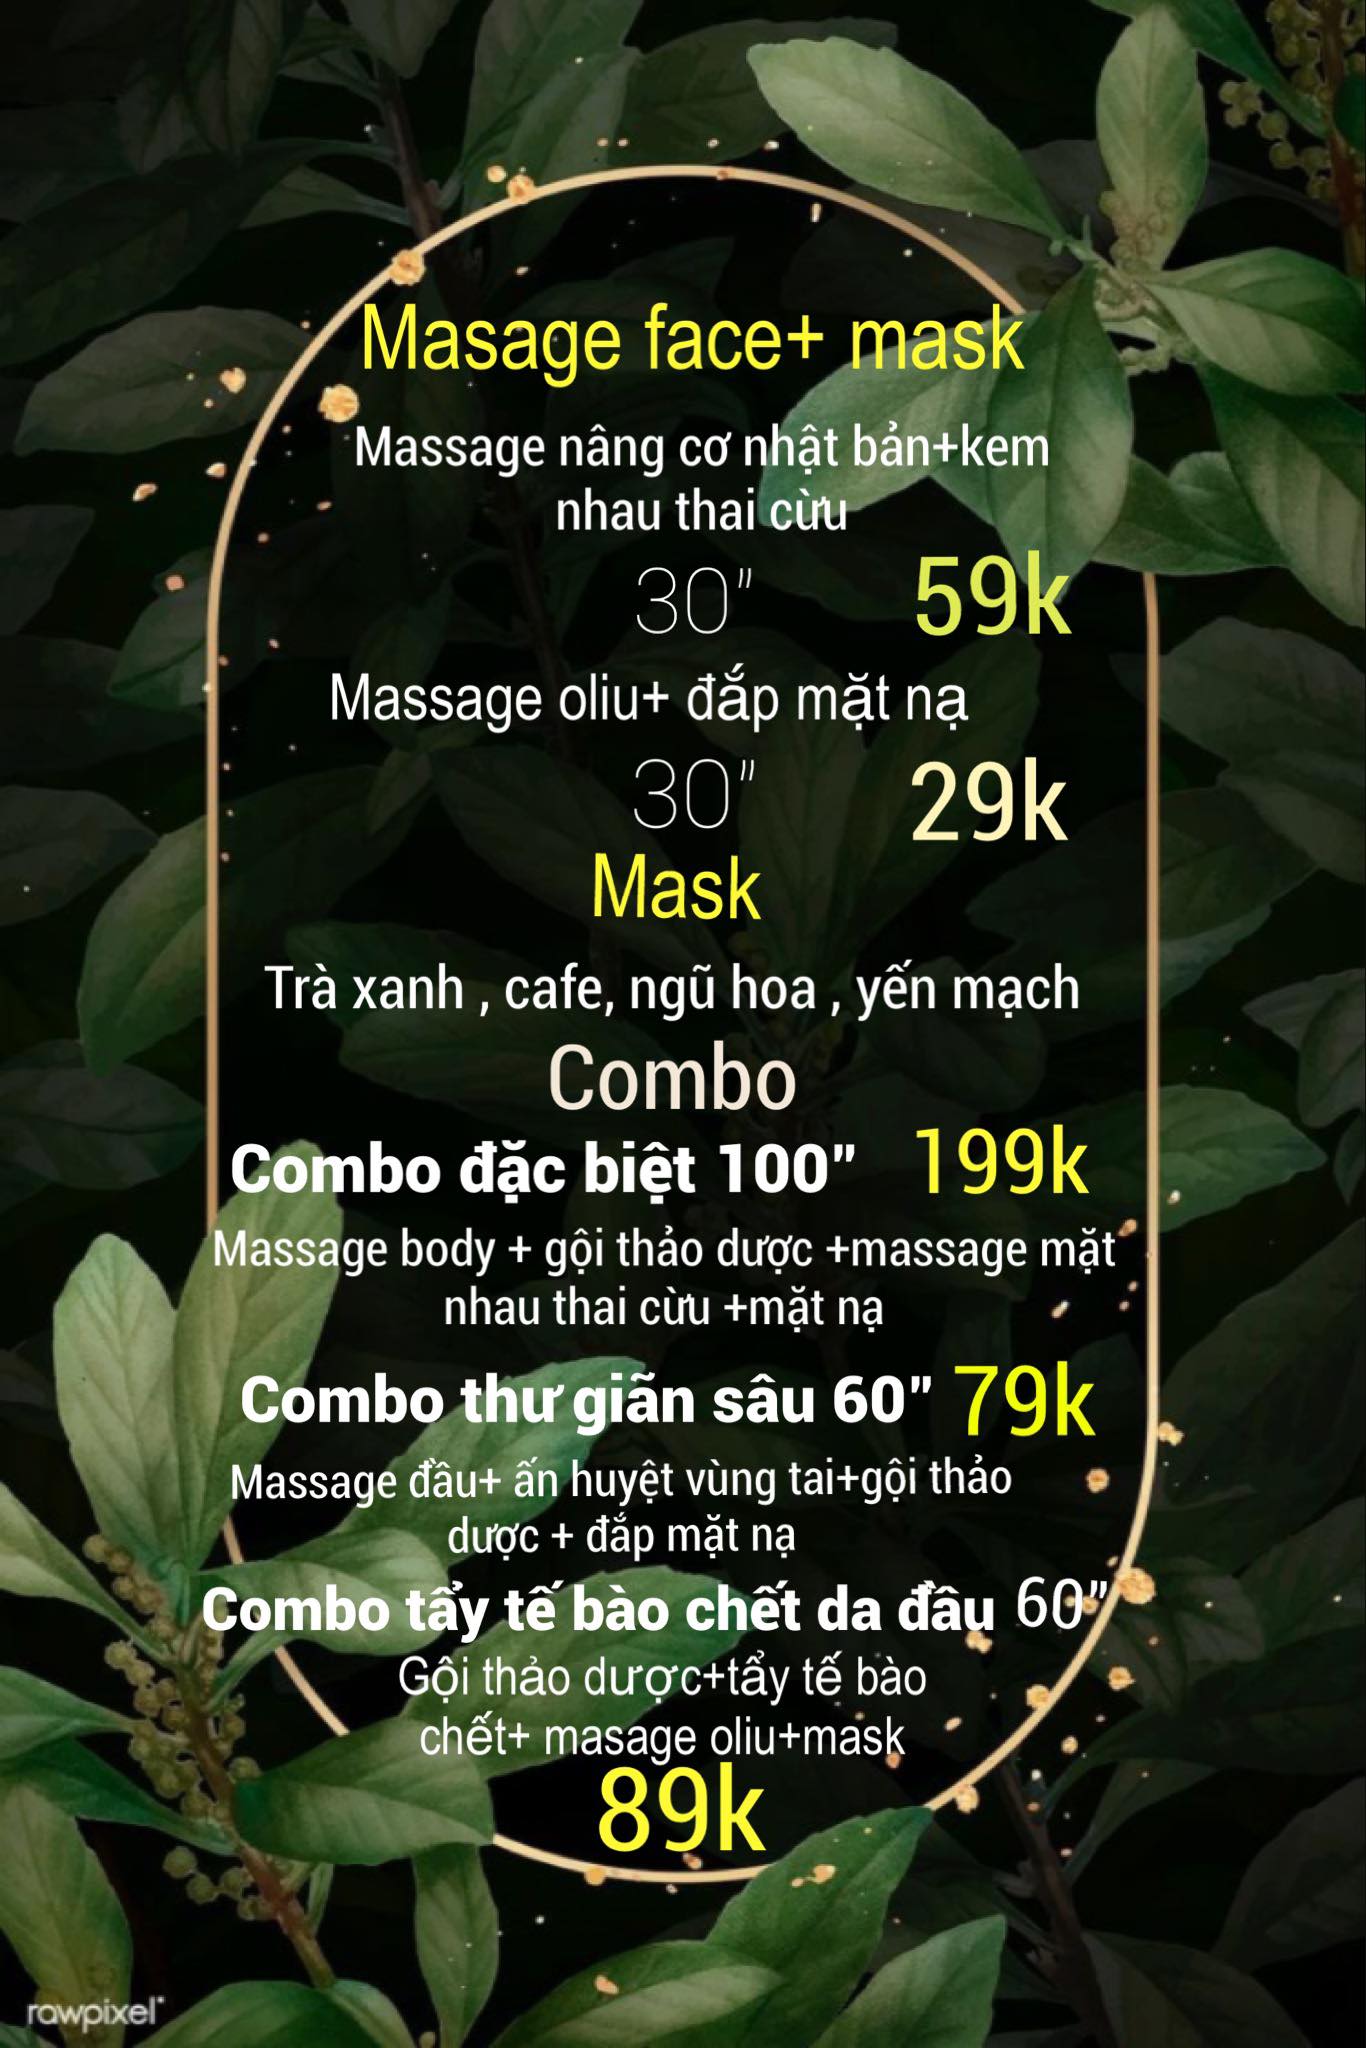 Masage face+ mask
Massage nâng cơ nhật bản+kem
nhau thai cừu
30" 59k
Massage oliu+ đắp mặt nạ
30" 29k
Mask
Trà xanh , cafe, ngũ hoa , yến mạch
Combo
Combo đặc biệt 100" 199k
Massage body + gội thảo dược +massage mặt
nhau thai cừu +mặt nạ
Combo thư giãn sâu 60" 79k
Massage đầu+ ấn huyệt vùng tai+gội thảo
dược + đắp mặt nạ
Combo tẩy tế bào chết da đầu 60"
Gội thảo dược+tẩy tế bào
chết+ masage oliu+mask
89k
rawpixel